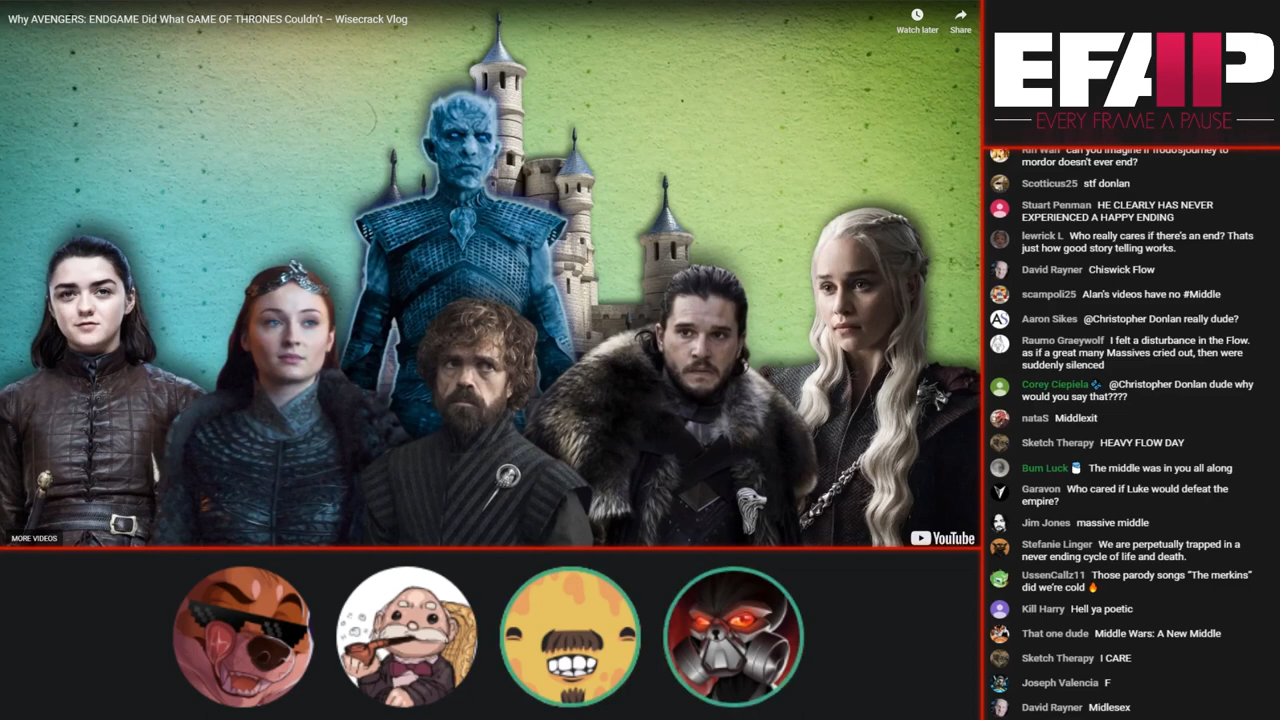 Why AVENGERS: ENDGAME Did What GAME OF THRONES Couldn't – Wisecrack Vlog
Watch later
Share
MORE VIDEOS
YouTube
EFAP
EVERY FRAME A PAUSE
can you imagine if frodo'sjourney to
mordor doesn't ever end?
Scotticus25 stf donlan
Stuart Penman HE CLEARLY HAS NEVER
EXPERIENCED A HAPPY ENDING
lewrick L Who really cares if there's an end? Thats
just how good story telling works.
David Rayner Chiswick Flow
scampoli25 Alan's videos have no #Middle
AS
Aaron Sikes @Christopher Donlan really dude?
Raumo Graeywolf I felt a disturbance in the Flow.
as if a great many Massives cried out, then were
suddenly silenced
Corey Ciepiela @Christopher Donlan dude why
would you say that????
nataS Middlexit
Sketch Therapy HEAVY FLOW DAY
Bum Luck The middle was in you all along
Garavon Who cared if Luke would defeat the
empire?
Jim Jones massive middle
Stefanie Linger We are perpetually trapped in a
never ending cycle of life and death.
UssenCallz11 Those parody songs "The merkins"
did we're cold 🔥
Kill Harry Hell ya poetic
That one dude Middle Wars: A New Middle
Sketch Therapy I CARE
Joseph Valencia F
David Rayner Midlesex